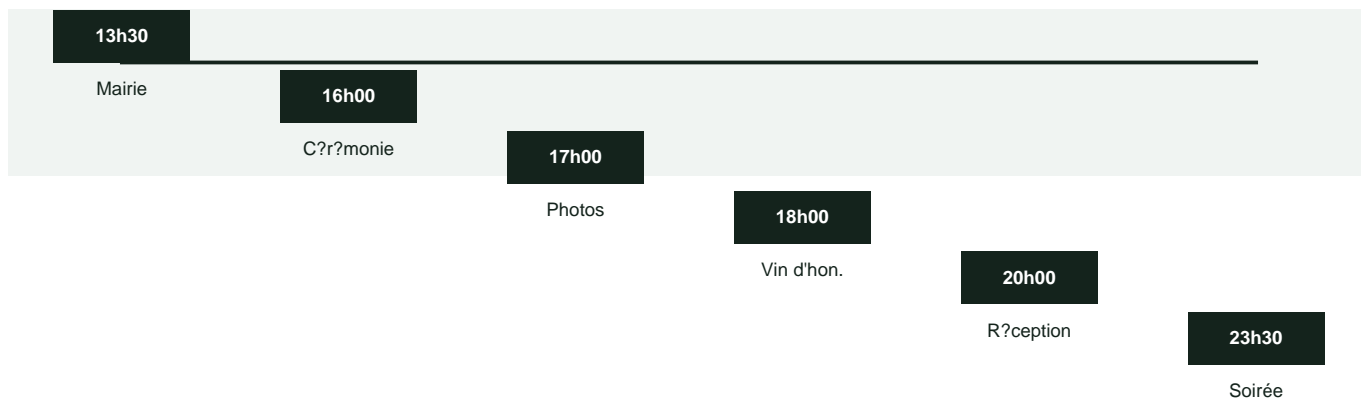 13h30
Mairie
16h00
C?r?monie
17h00
Photos
18h00
Vin d'hon.
20h00
R?ception
23h30
Soirée